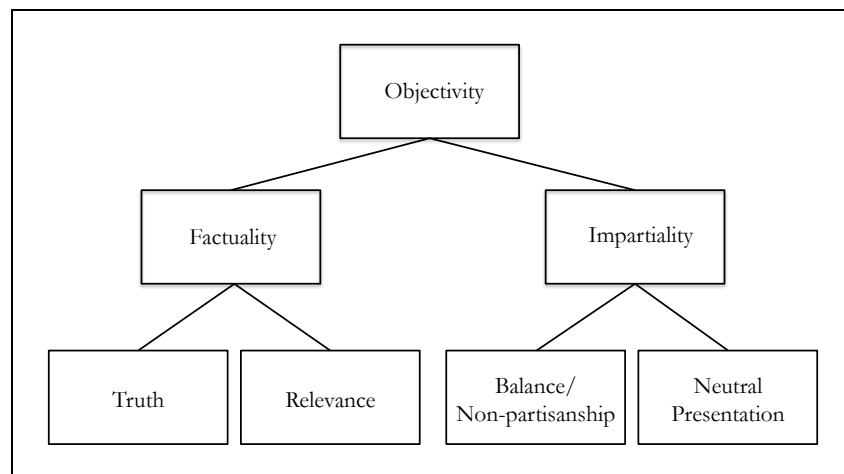 Objectivity
Factuality
Impartiality
Truth
Relevance
Balance/
Non-partisanship
Neutral
Presentation